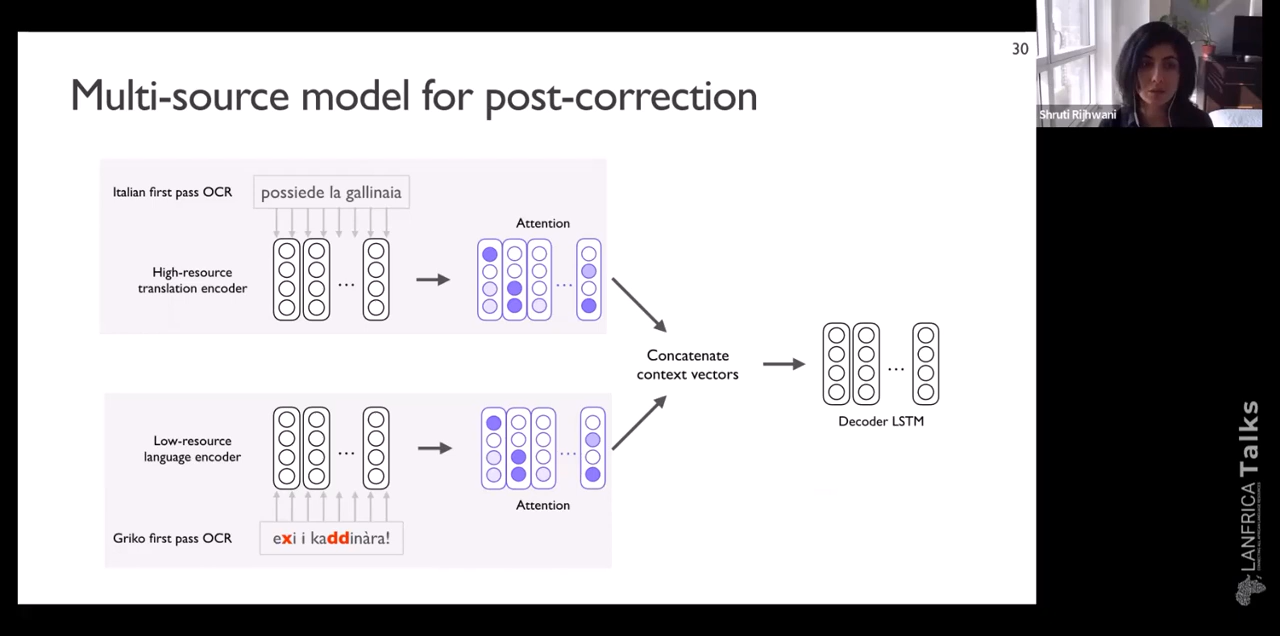 30
Multi-source model for post-correction
Shruti Rijhwani
Italian first pass OCR
possiede la gallinaia
Attention
High-resource
translation encoder
...
...
Concatenate
context vectors
...
Decoder LSTM
Low-resource
language encoder
...
...
Attention
Griko first pass OCR
exi i kaddinàra!
LANFRICA Talks